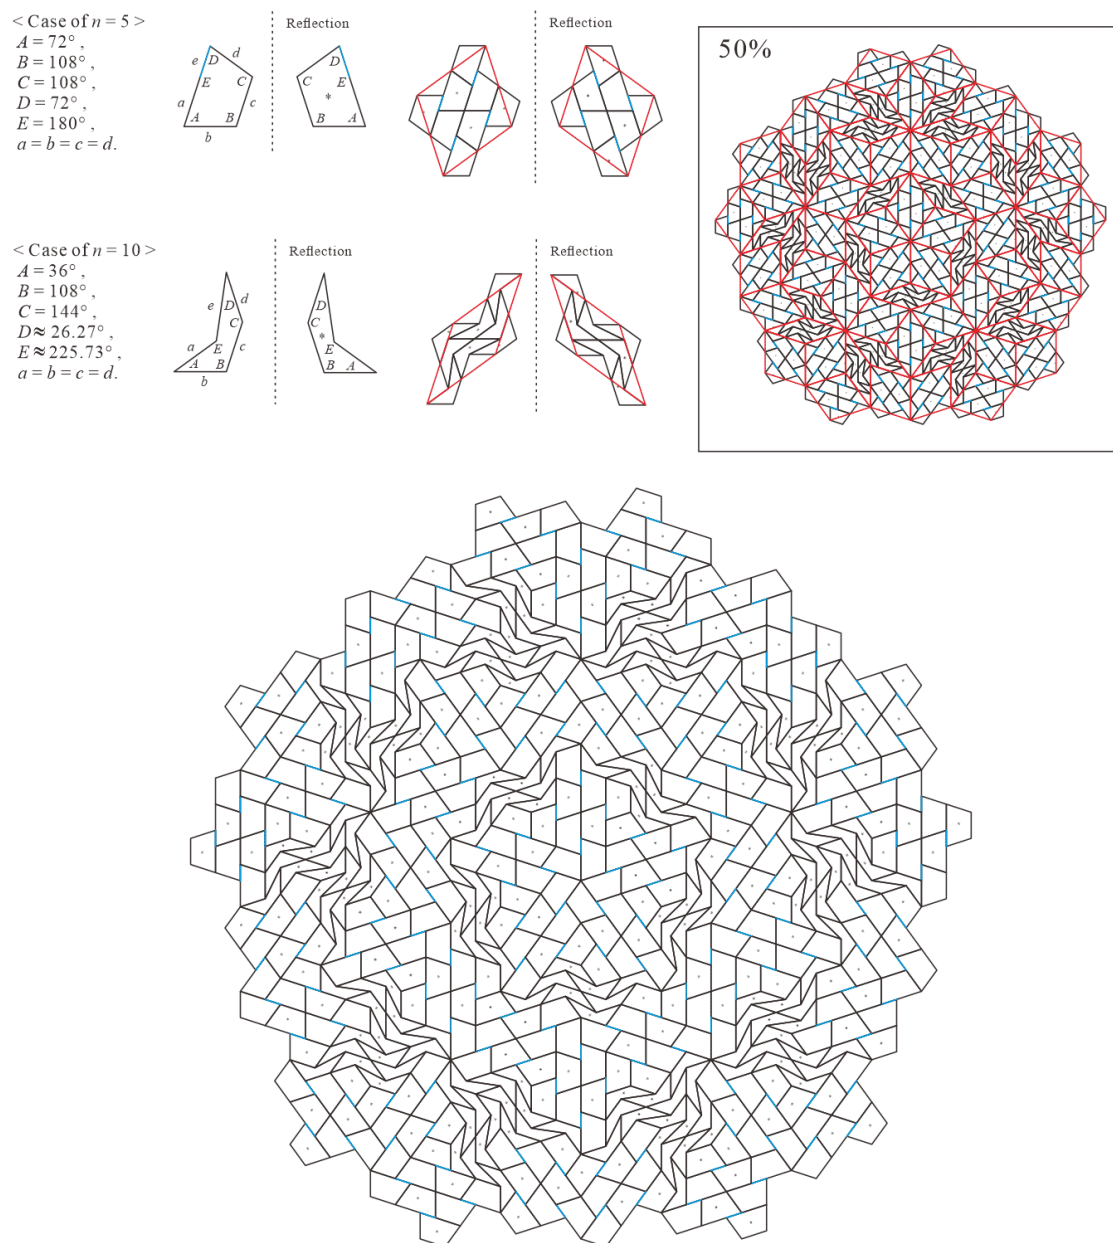 < Case of n = 5 >
A = 72° ,
B = 108° ,
C = 108° ,
D = 72° ,
E = 180° ,
a = b = c = d.
e D d
E C
a c
A B
b
Reflection
D
C E
*
B A
Reflection
50%
< Case of n = 10 >
A = 36° ,
B = 108° ,
C = 144° ,
D ≈ 26.27° ,
E ≈ 225.73° ,
a = b = c = d.
e D d
C
a E c
A B
b
Reflection
D
C
*
E
B A
Reflection